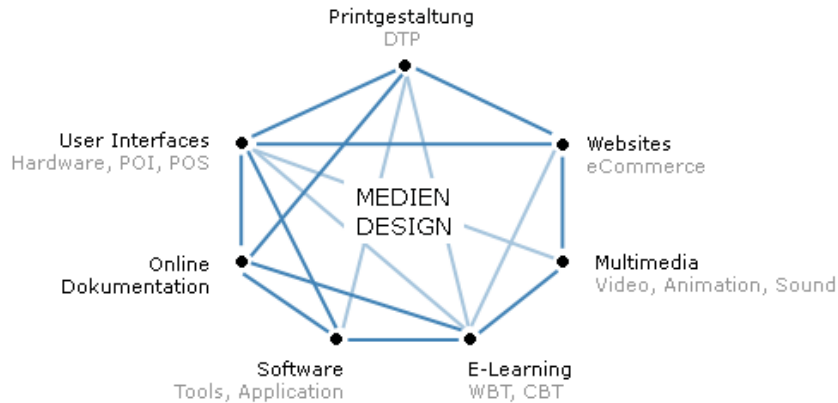 Printgestaltung
DTP
User Interfaces
Hardware, POI, POS
Websites
eCommerce
MEDIEN
DESIGN
Online
Dokumentation
Multimedia
Video, Animation, Sound
Software
Tools, Application
E-Learning
WBT, CBT